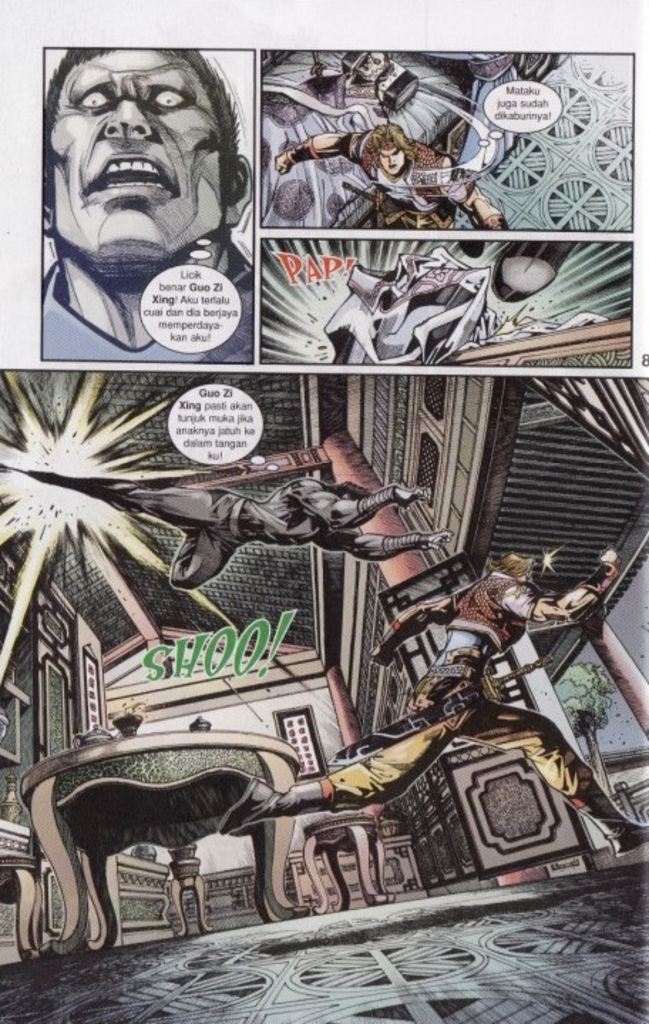 Licik
benar Guo Zi
Xing! Aku terlalu
cuai dan dia berjaya
memperdaya-
kan aku!
Mataku
juga sudah
dikaburinya!
PAP!
8
Guo Zi
Xing pasti akan
tunjuk muka jika
anaknya jatuh ke
dalam tangan
ku!
SHOO!